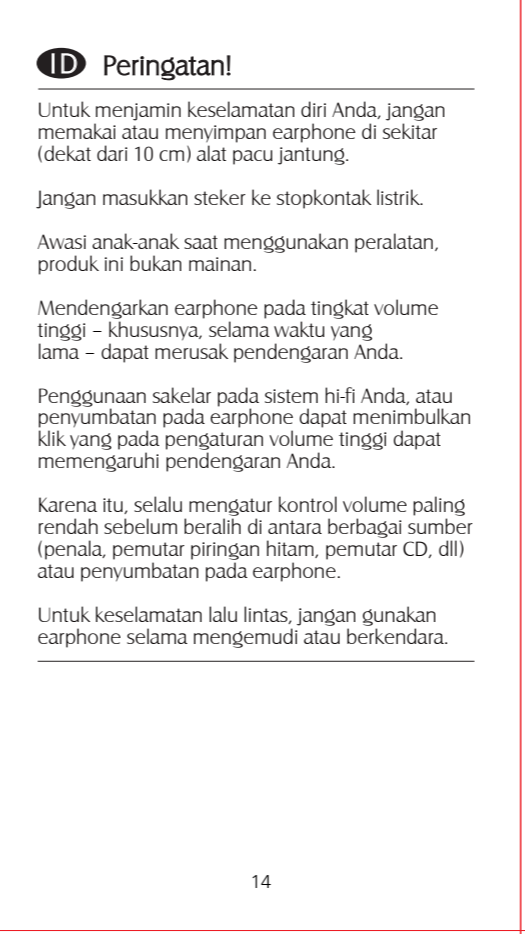 ID Peringatan!
Untuk menjamin keselamatan diri Anda, jangan
memakai atau menyimpan earphone di sekitar
(dekat dari 10 cm) alat pacu jantung.
Jangan masukkan steker ke stopkontak listrik.
Awasi anak-anak saat menggunakan peralatan,
produk ini bukan mainan.
Mendengarkan earphone pada tingkat volume
tinggi – khususnya, selama waktu yang
lama – dapat merusak pendengaran Anda.
Penggunaan sakelar pada sistem hi-fi Anda, atau
penyumbatan pada earphone dapat menimbulkan
klik yang pada pengaturan volume tinggi dapat
memengaruhi pendengaran Anda.
Karena itu, selalu mengatur kontrol volume paling
rendah sebelum beralih di antara berbagai sumber
(penala, pemutar piringan hitam, pemutar CD, dll)
atau penyumbatan pada earphone.
Untuk keselamatan lalu lintas, jangan gunakan
earphone selama mengemudi atau berkendara.
14